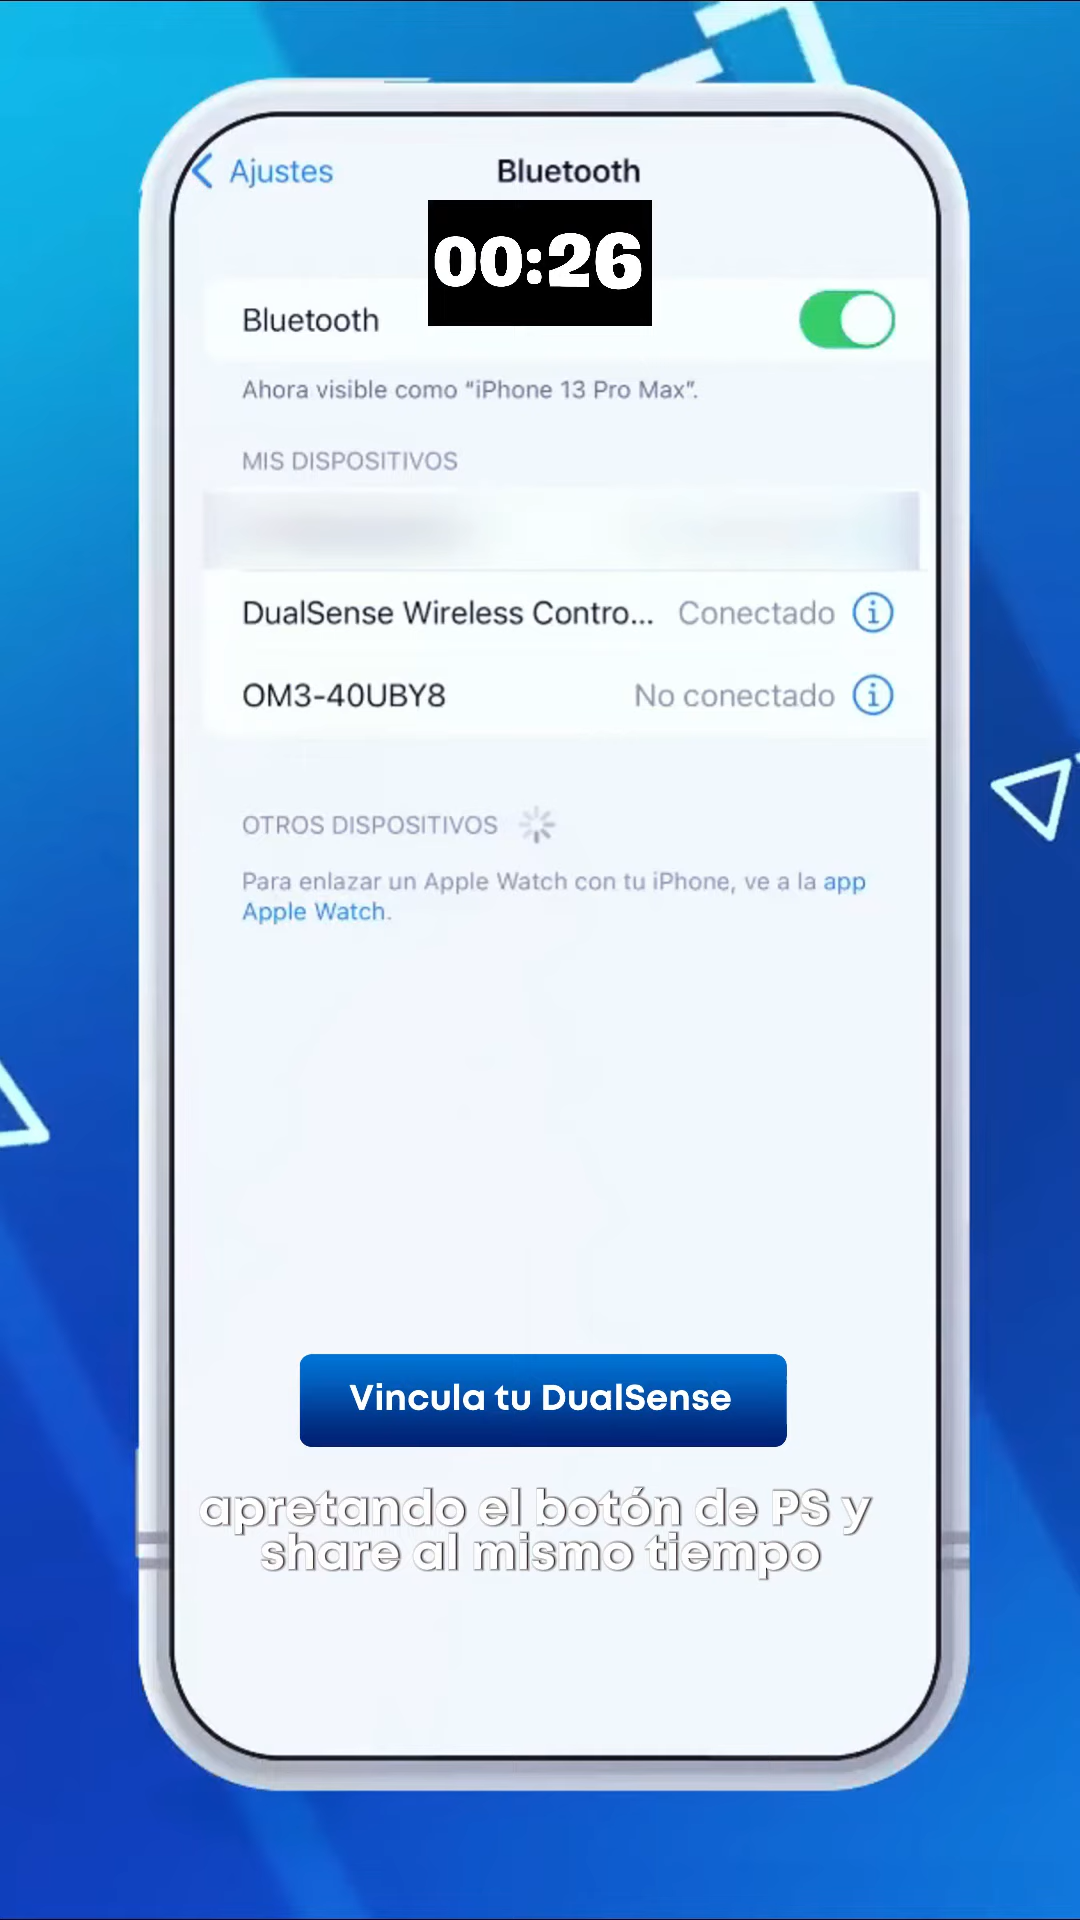 Ajustes
Bluetooth
00:26
Bluetooth
Ahora visible como “iPhone 13 Pro Max”.
MIS DISPOSITIVOS
DualSense Wireless Contro... Conectado
OM3-40UBY8 No conectado
OTROS DISPOSITIVOS
Para enlazar un Apple Watch con tu iPhone, ve a la app
Apple Watch.
Vincula tu DualSense
apretando el botón de PS y
share al mismo tiempo